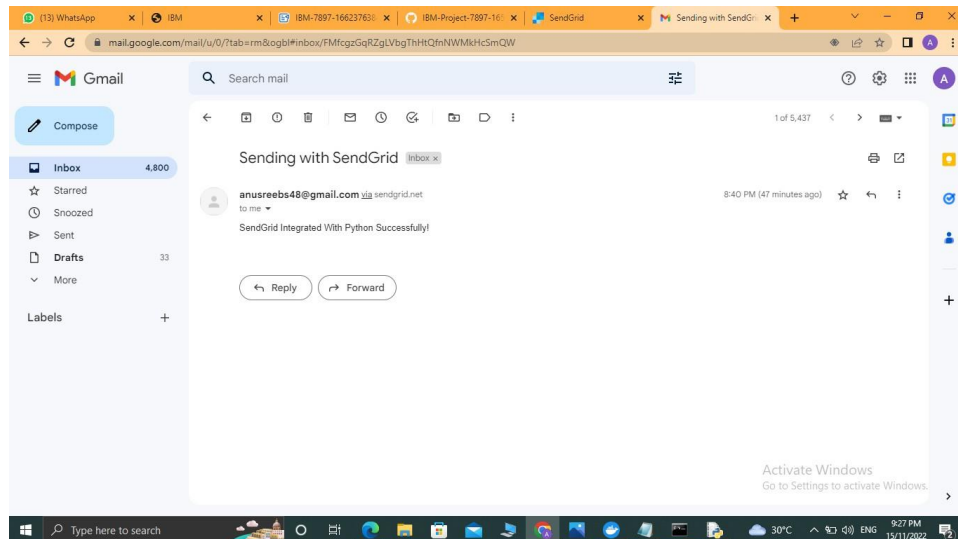 (13) WhatsApp
IBM
IBM-7897-16623763
IBM-Project-7897-16
SendGrid
Sending with SendGr
mail.google.com/mail/u/0/?tab=rm&ogbl#inbox/FMfcgzGqRZgLVbgThHtQfnNWMkHcSmQW
A
Gmail
Search mail
A
Compose
1 of 5,437
31
Inbox 4,800
Starred
Snoozed
Sent
Drafts 33
More
Labels
Sending with SendGrid Inbox x
anusreebs48@gmail.com via sendgrid.net 8:40 PM (47 minutes ago)
to me
SendGrid Integrated With Python Successfully!
Reply Forward
Activate Windows
Go to Settings to activate Windows.
Type here to search
30°C ENG 9:27 PM
15/11/2022
2